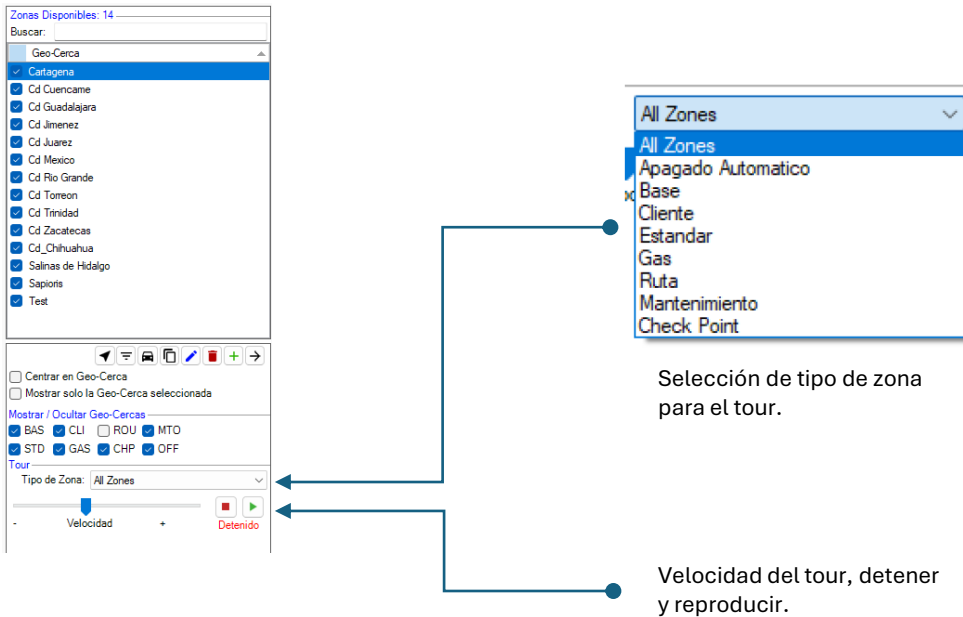 Zonas Disponibles: 14
Buscar:
Geo-Cerca
Cartagena
Cd Cuencame
Cd Guadalajara
Cd Jimenez
Cd Juarez
Cd Mexico
Cd Rio Grande
Cd Torreon
Cd Trinidad
Cd Zacatecas
Cd_Chihuahua
Salinas de Hidalgo
Sapioris
Test
Centrar en Geo-Cerca
Mostrar solo la Geo-Cerca seleccionada
Mostrar / Ocultar Geo-Cercas
BAS CLI ROU MTO
STD GAS CHP OFF
Tour
Tipo de Zona: All Zones
- Velocidad + Detenido
All Zones
All Zones
Apagado Automatico
Base
Cliente
Estandar
Gas
Ruta
Mantenimiento
Check Point
Selección de tipo de zona
para el tour.
Velocidad del tour, detener
y reproducir.